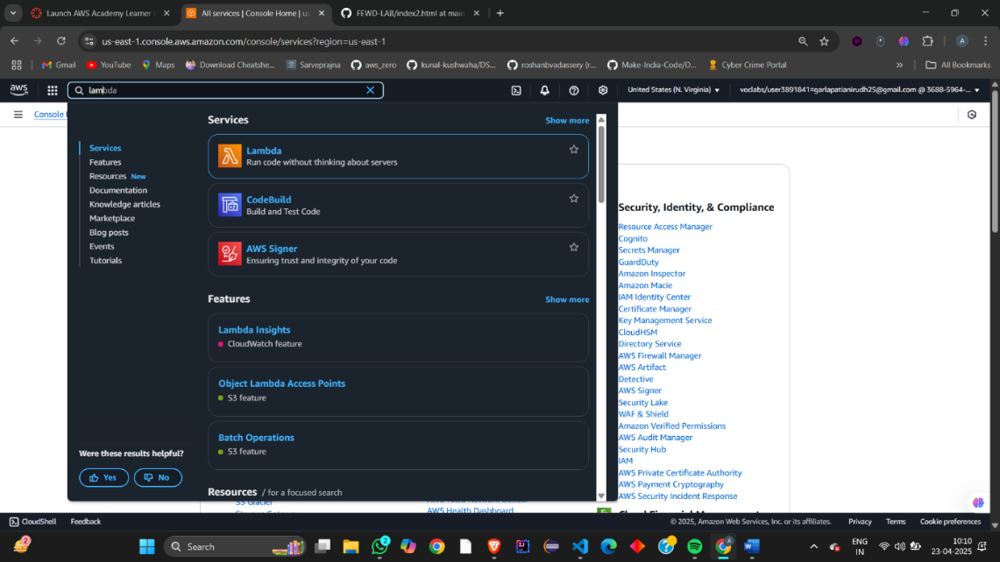 Launch AWS Academy Learner
All services | Console Home | us
FEWD-LAB/index2.html at main
us-east-1.console.aws.amazon.com/console/services?region=us-east-1
A
Gmail
YouTube
Maps
Download Cheatshe...
Sarveprajna
aws_zero
kunal-kushwaha/DS...
roshanbvadassery (r...
Make-India-Code/D...
Cyber Crime Portal
All Bookmarks
aws
lambda
United States (N. Virginia)
voclabs/user3891841=garlapatianirudh25@gmail.com @ 3688-5964-...
Console
Services
Features
Resources New
Documentation
Knowledge articles
Marketplace
Blog posts
Events
Tutorials
Were these results helpful?
Yes
No
Services
Show more
Lambda
Run code without thinking about servers
CodeBuild
Build and Test Code
AWS Signer
Ensuring trust and integrity of your code
Features
Show more
Lambda Insights
CloudWatch feature
Object Lambda Access Points
S3 feature
Batch Operations
S3 feature
Resources / for a focused search
S3 Glacier
AWS Health Dashboard
Security, Identity, & Compliance
Resource Access Manager
Cognito
Secrets Manager
GuardDuty
Amazon Inspector
Amazon Macie
IAM Identity Center
Certificate Manager
Key Management Service
CloudHSM
Directory Service
AWS Firewall Manager
AWS Artifact
Detective
AWS Signer
Security Lake
WAF & Shield
Amazon Verified Permissions
AWS Audit Manager
Security Hub
IAM
AWS Private Certificate Authority
AWS Payment Cryptography
AWS Security Incident Response
CloudShell
Feedback
© 2025, Amazon Web Services, Inc. or its affiliates.
Privacy
Terms
Cookie preferences
2
Search
2
ENG
IN
10:10
23-04-2025